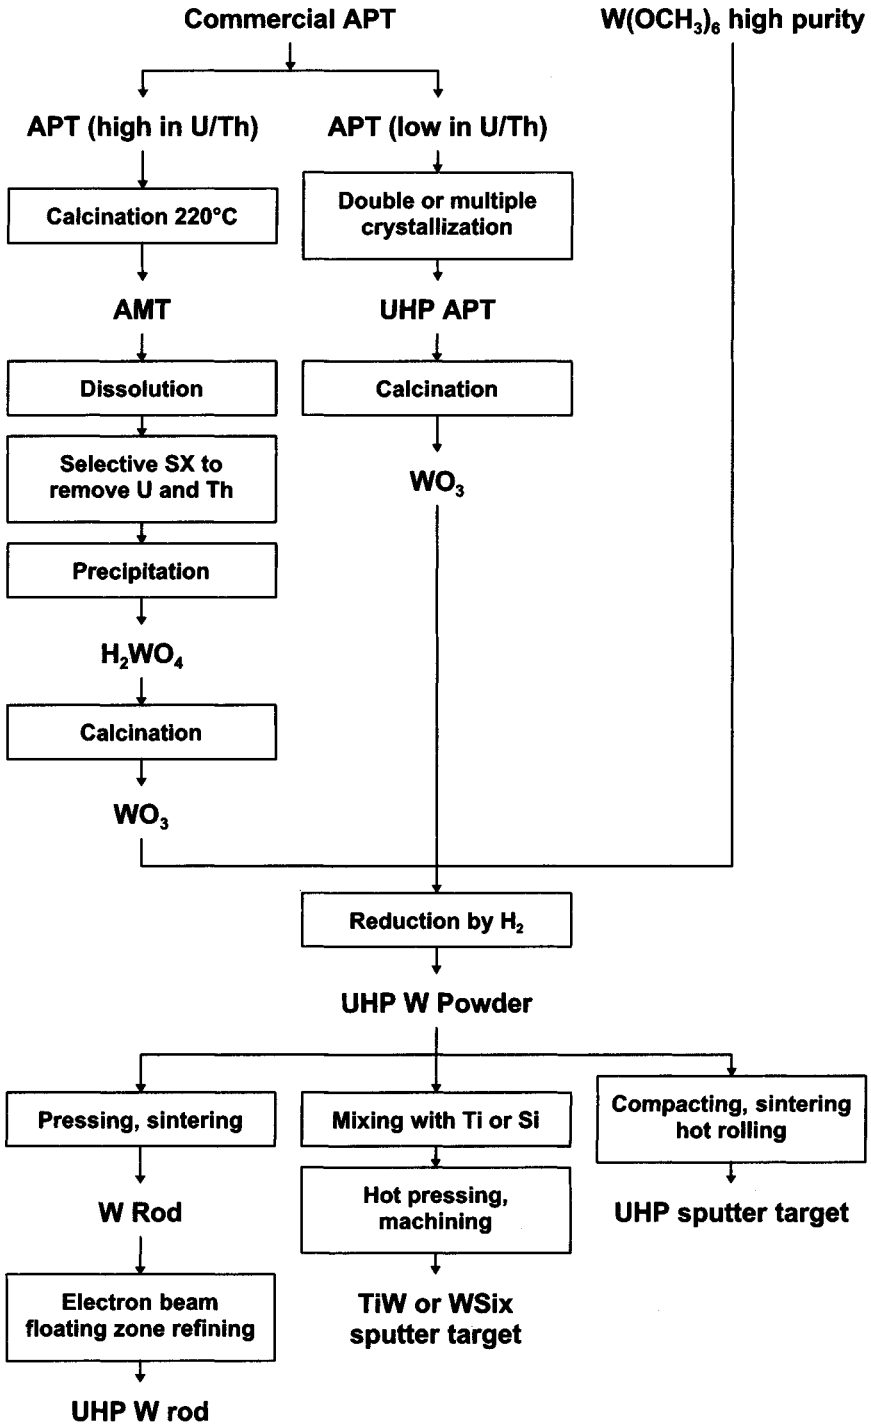 Commercial APT
W(OCH₃)₆ high purity
APT (high in U/Th)
APT (low in U/Th)
Calcination 220°C
Double or multiple
crystallization
AMT
UHP APT
Dissolution
Calcination
Selective SX to
remove U and Th
WO₃
Precipitation
H₂WO₄
Calcination
WO₃
Reduction by H₂
UHP W Powder
Pressing, sintering
Mixing with Ti or Si
Compacting, sintering
hot rolling
W Rod
Hot pressing,
machining
UHP sputter target
Electron beam
floating zone refining
TiW or WSix
sputter target
UHP W rod